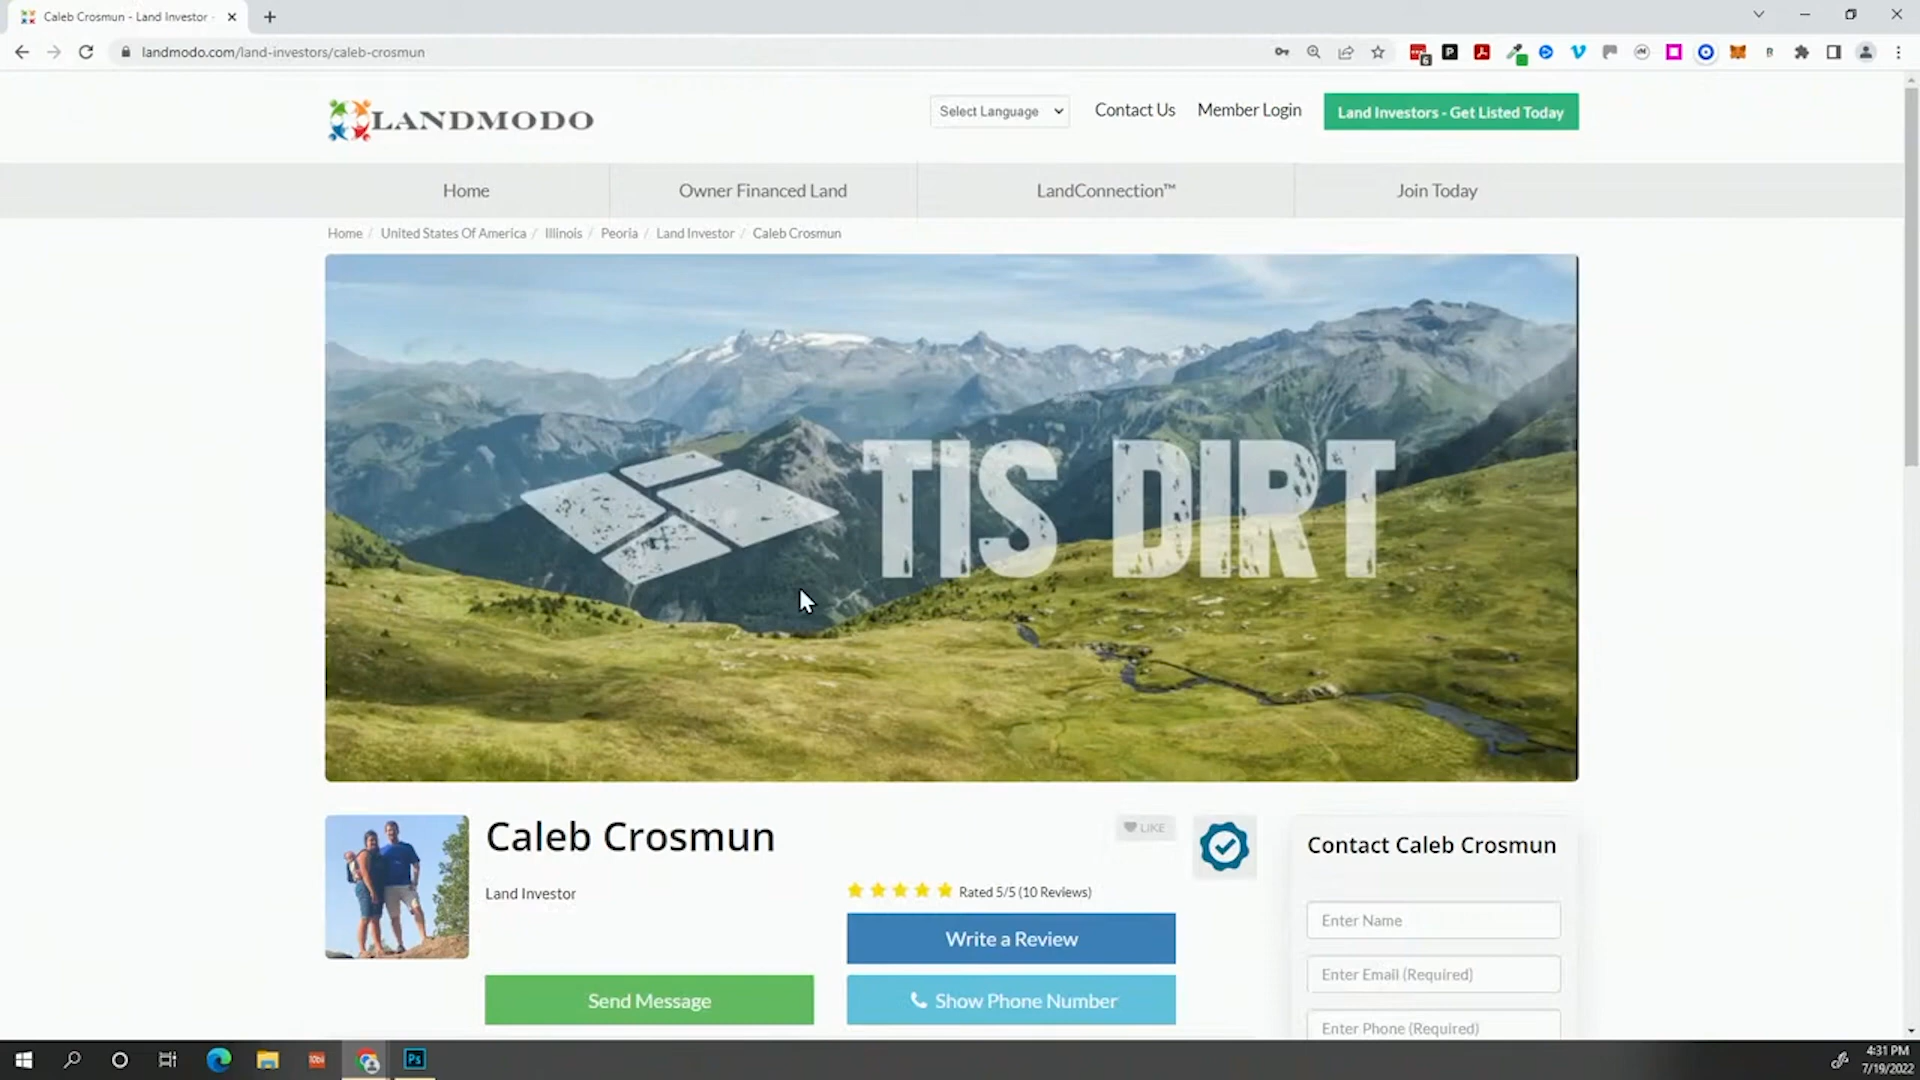 Caleb Crosmun - Land Investor
landmodo.com/land-investors/caleb-crosmun
6
P
B
LANDMODO
Select Language
Contact Us
Member Login
Land Investors - Get Listed Today
Home
Owner Financed Land
LandConnection™
Join Today
Home / United States Of America / Illinois / Peoria / Land Investor / Caleb Crosmun
TIS DIRT
Caleb Crosmun
LIKE
Land Investor
Rated 5/5 (10 Reviews)
Write a Review
Send Message
Show Phone Number
Contact Caleb Crosmun
Enter Name
Enter Email (Required)
Enter Phone (Required)
Ps
4:31 PM
7/19/2022